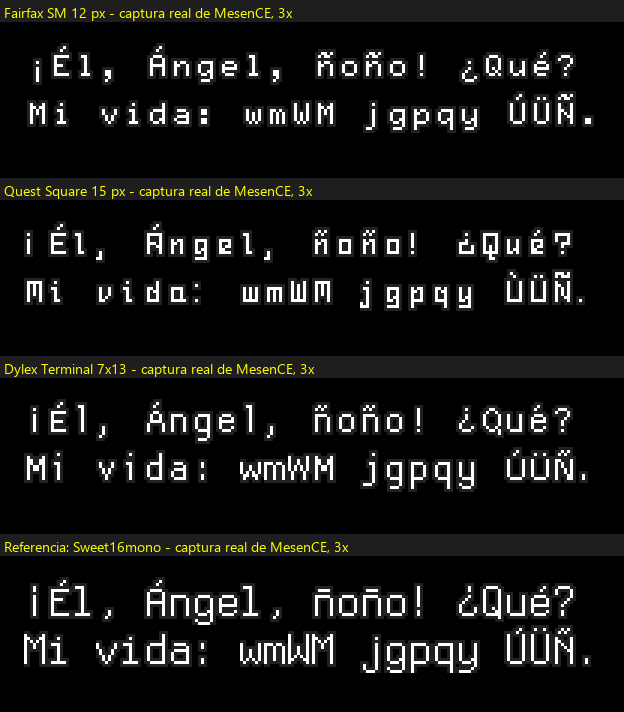 Fairfax SM 12 px - captura real de MesenCE, 3x
¡Él, Ángel, ñoño! ¿Qué?
Mi vida: wmWM jgpqy ÚÜÑ.
Quest Square 15 px - captura real de MesenCE, 3x
¡Él, Ángel, ñoño! ¿Qué?
Mi vida: wmWM jgpqy ÙÜÑ.
Dylex Terminal 7x13 - captura real de MesenCE, 3x
¡Él, Ángel, ñoño! ¿Qué?
Mi vida: wmWM jgpqy ÚÜÑ.
Referencia: Sweet16mono - captura real de MesenCE, 3x
¡Él, Ángel, ñoño! ¿Qué?
Mi vida: wmWM jgpqy ÚÜÑ.